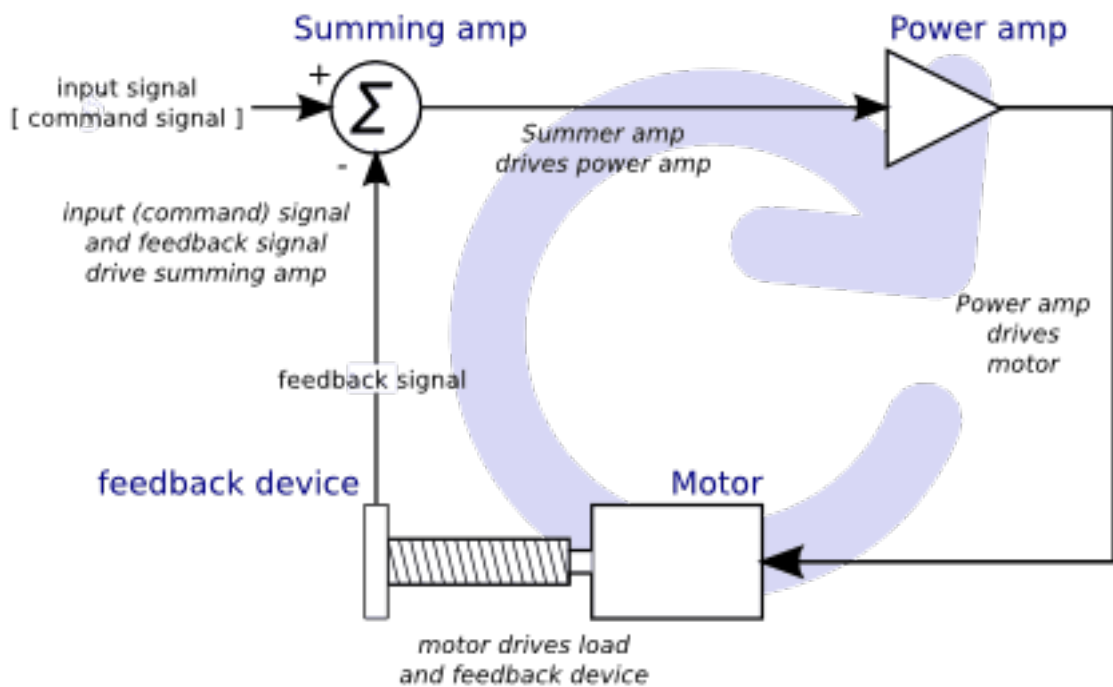 Summing amp
Power amp
+
input signal
[ command signal ]
Σ
Summer amp
drives power amp
-
input (command) signal
and feedback signal
drive summing amp
Power amp
drives
motor
feedback signal
feedback device
Motor
motor drives load
and feedback device